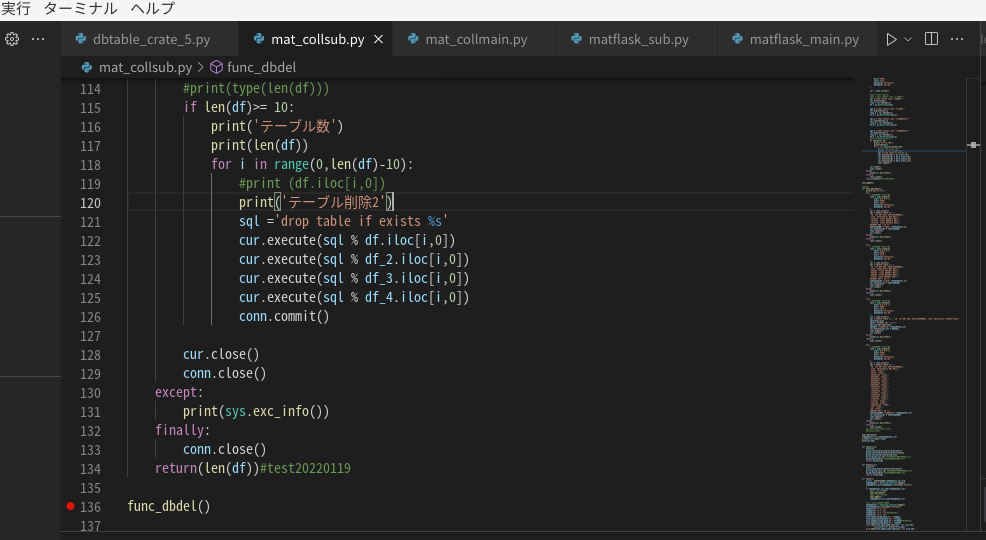 実行 ターミナル ヘルプ
dbtable_crate_5.py mat_collsub.py mat_collmain.py matflask_sub.py matflask_main.py
mat_collsub.py > func_dbdel
114 #print(type(len(df)))
115 if len(df)>= 10:
116 print('テーブル数')
117 print(len(df))
118 for i in range(0,len(df)-10):
119 #print (df.iloc[i,0])
120 print('テーブル削除2')
121 sql ='drop table if exists %s'
122 cur.execute(sql % df.iloc[i,0])
123 cur.execute(sql % df_2.iloc[i,0])
124 cur.execute(sql % df_3.iloc[i,0])
125 cur.execute(sql % df_4.iloc[i,0])
126 conn.commit()
127
128 cur.close()
129 conn.close()
130 except:
131 print(sys.exc_info())
132 finally:
133 conn.close()
134 return(len(df))#test20220119
135
136 func_dbdel()
137